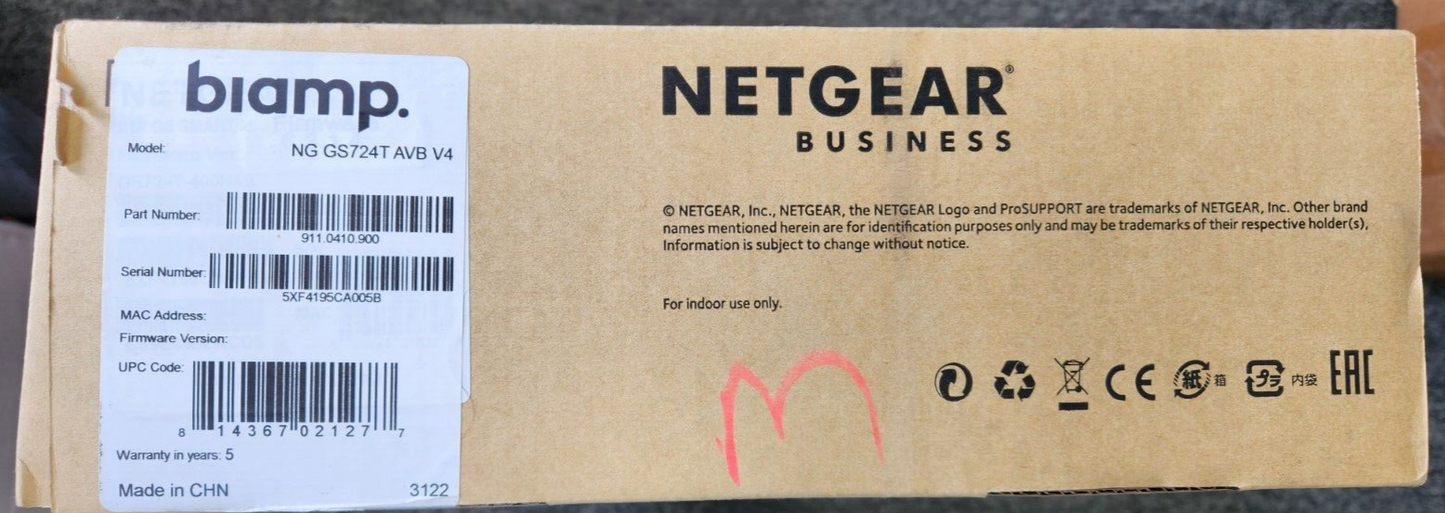 biamp.
Model: NG GS724T AVB V4
Part Number:
911.0410.900
Serial Number:
5XF4195CA005B
MAC Address:
Firmware Version:
UPC Code:
8 14367 02127 7
Warranty in years: 5
Made in CHN 3122
NETGEAR®
BUSINESS
© NETGEAR, Inc., NETGEAR, the NETGEAR Logo and ProSUPPORT are trademarks of NETGEAR, Inc. Other brand
names mentioned herein are for identification purposes only and may be trademarks of their respective holder(s),
Information is subject to change without notice.
For indoor use only.
m
CE 紙 箱 プラ 内袋 EAC